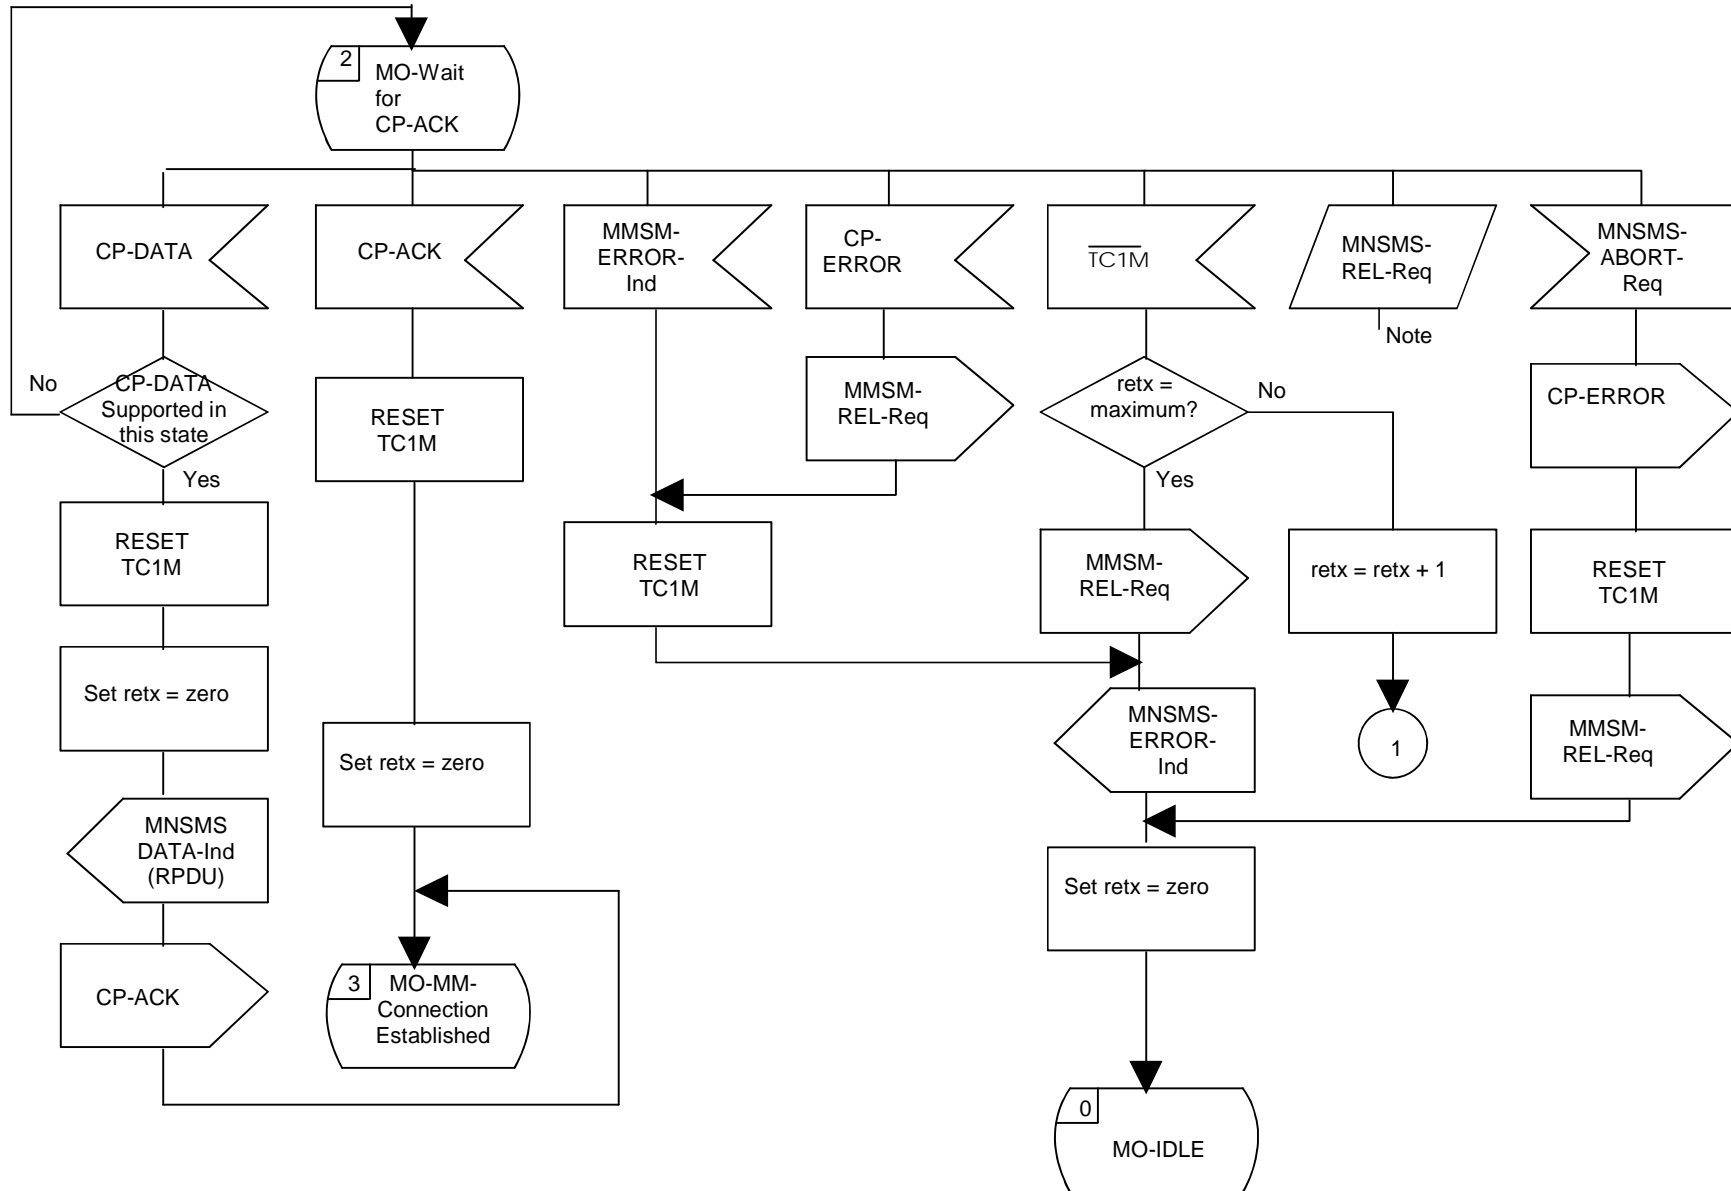 2
MO-Wait
for
CP-ACK
CP-DATA
CP-ACK
MMSM-
ERROR-
Ind
CP-
ERROR
TC1M
MNSMS-
REL-Req
Note
MNSMS-
ABORT-
Req
No
CP-DATA
Supported in
this state
Yes
RESET
TC1M
MMSM-
REL-Req
retx =
maximum?
No
Yes
CP-ERROR
RESET
TC1M
RESET
TC1M
MMSM-
REL-Req
retx = retx + 1
RESET
TC1M
Set retx = zero
Set retx = zero
MNSMS-
ERROR-
Ind
1
MMSM-
REL-Req
MNSMS
DATA-Ind
(RPDU)
Set retx = zero
CP-ACK
3
MO-MM-
Connection
Established
0
MO-IDLE